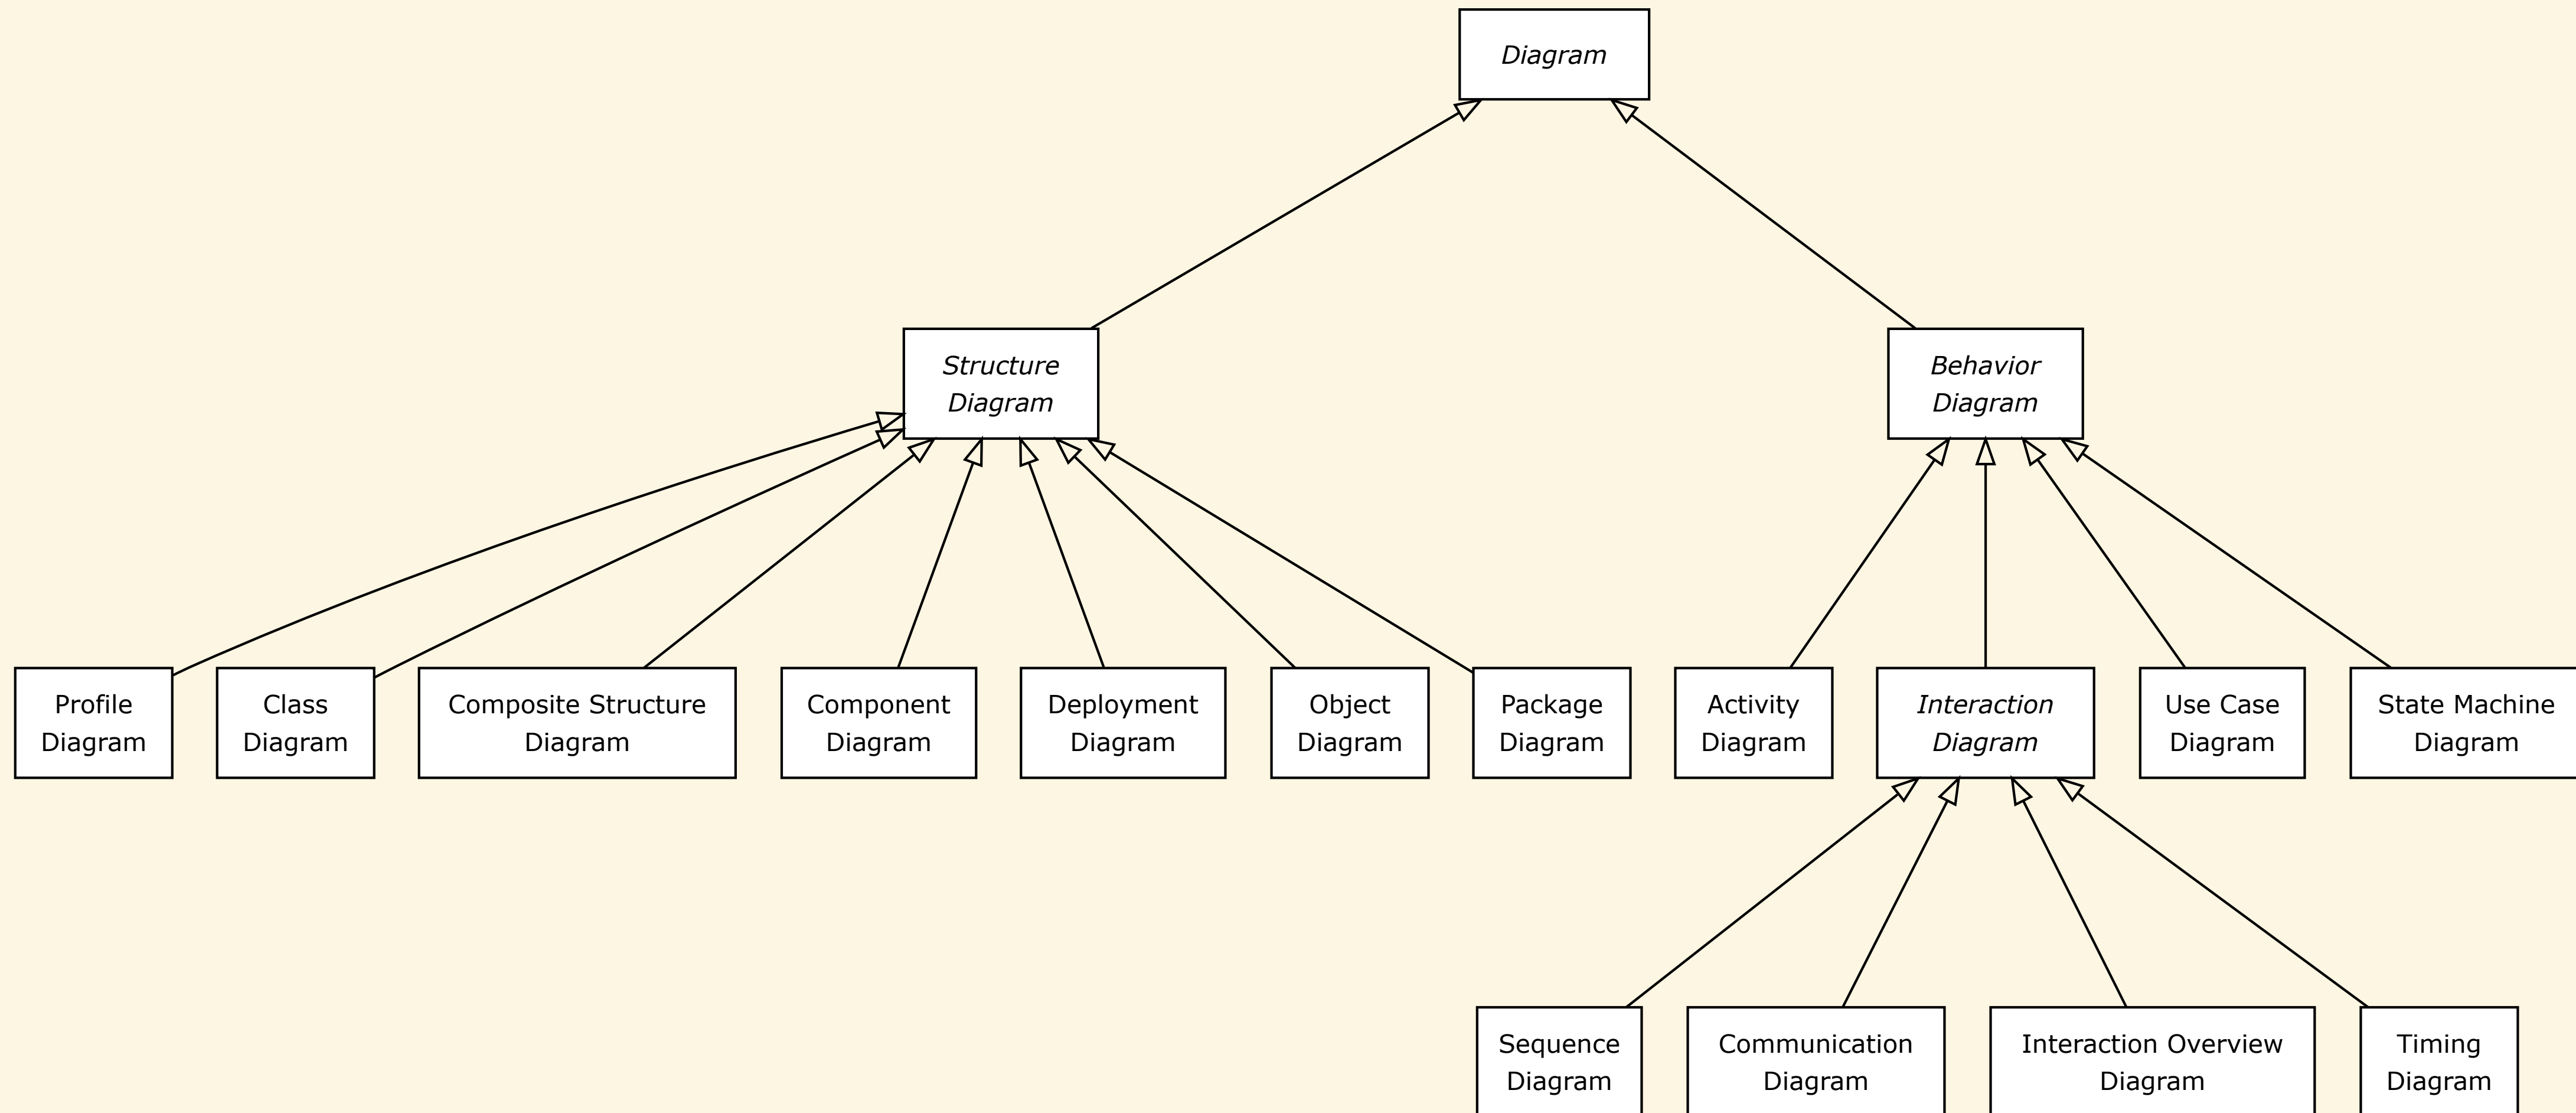 Diagram
Structure
Diagram
Behavior
Diagram
Profile
Diagram
Class
Diagram
Composite Structure
Diagram
Component
Diagram
Deployment
Diagram
Object
Diagram
Package
Diagram
Activity
Diagram
Interaction
Diagram
Use Case
Diagram
State Machine
Diagram
Sequence
Diagram
Communication
Diagram
Interaction Overview
Diagram
Timing
Diagram